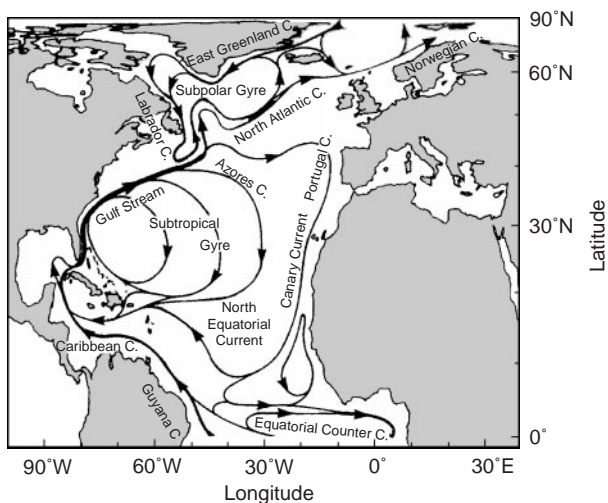 90°N
East Greenland C.
Norwegian C.
60°N
Subpolar Gyre
Labrador C.
North Atlantic C.
Portugal C.
Azores C.
Gulf Stream
Subtropical
Gyre
30°N
Latitude
Canary Current
North
Equatorial
Current
Caribbean C.
Guyana C
Equatorial Counter C.
0°
90°W
60°W
30°W
0°
30°E
Longitude